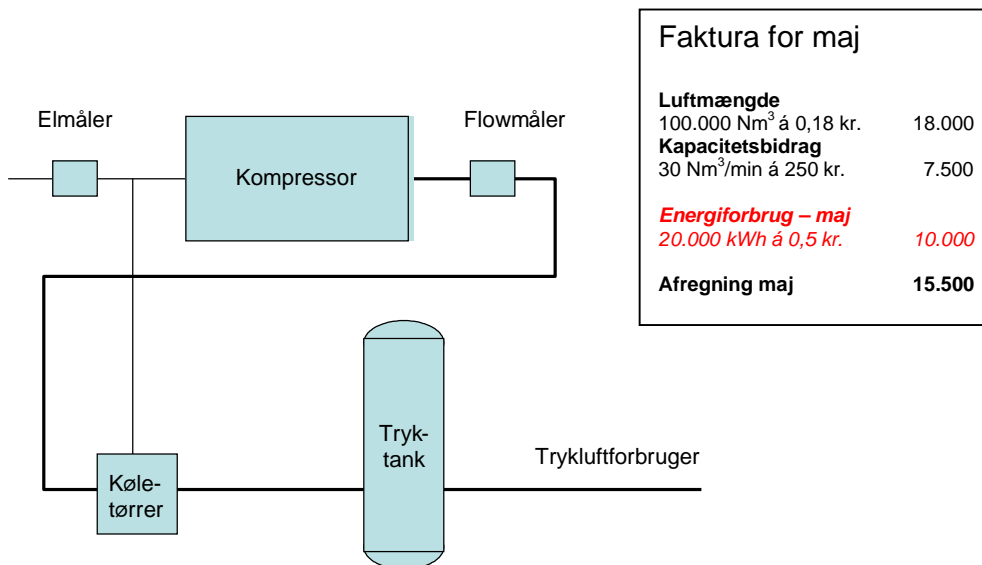 Faktura for maj
Luftmængde
100.000 Nm³ á 0,18 kr. 18.000
Kapacitetsbidrag
30 Nm³/min á 250 kr. 7.500
Energiforbrug – maj
20.000 kWh á 0,5 kr. 10.000
Afregning maj 15.500
Elmåler
Kompressor
Flowmåler
Tryk-
tank
Trykluftforbruger
Køle-
tørrer